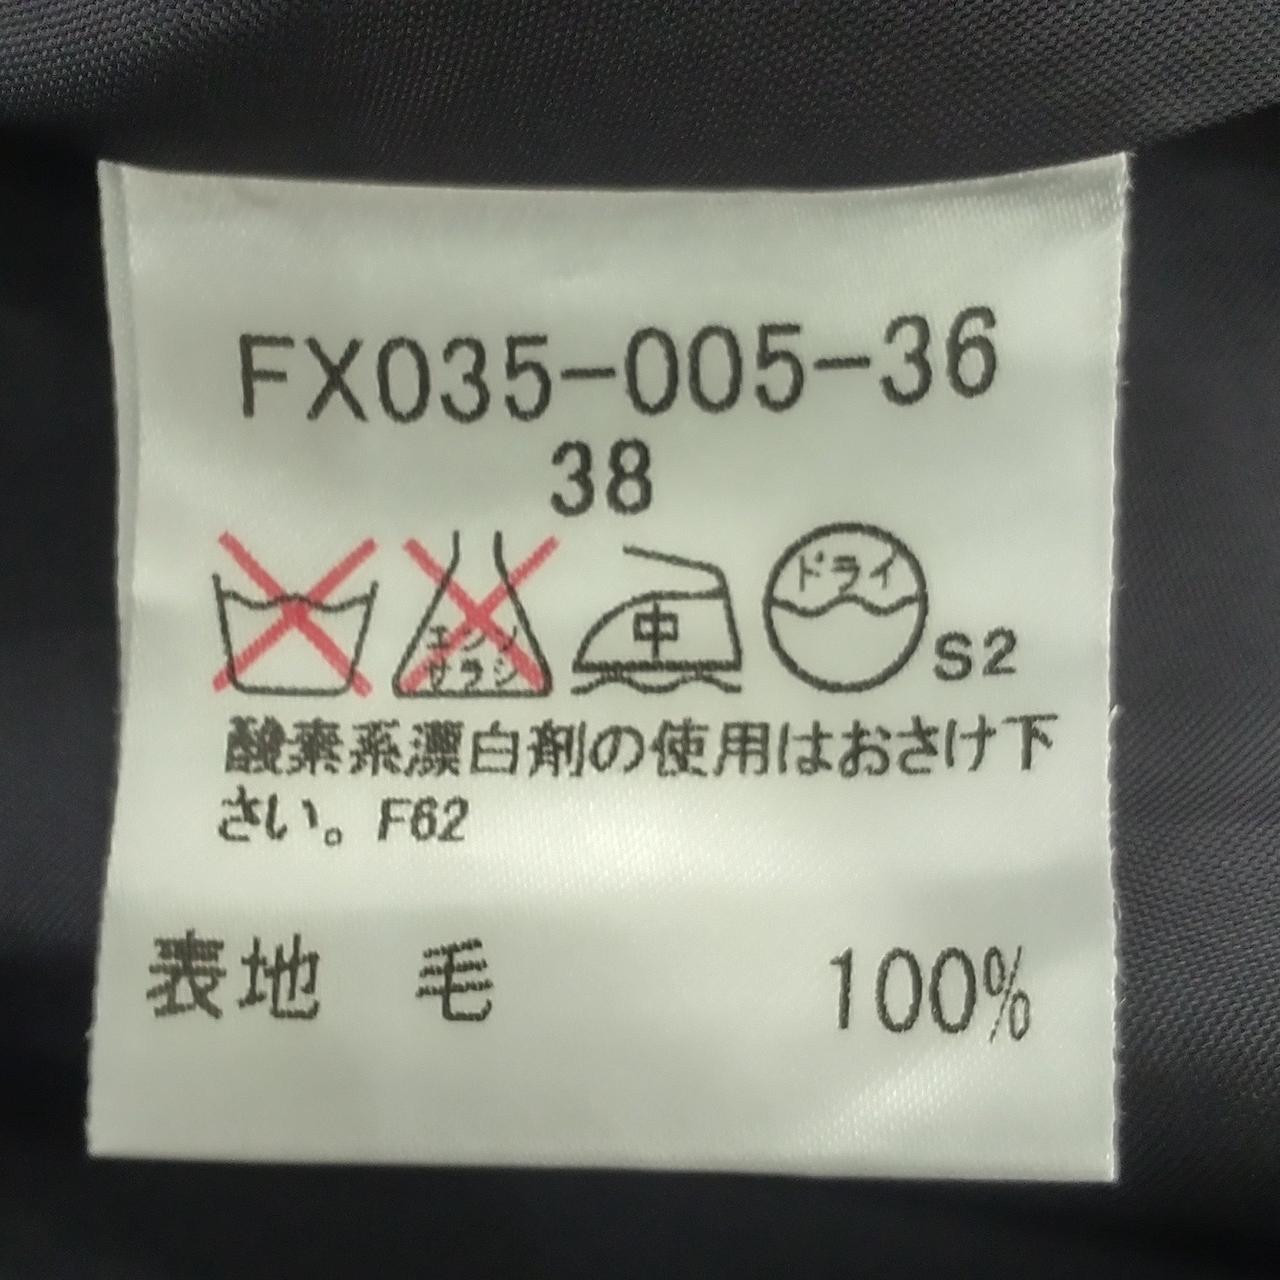 FX035-005-36
38
エンソ
サラシ
中
ドライ
S2
酸素系漂白剤の使用はおさけ下
さい。F62
表地 毛 100%